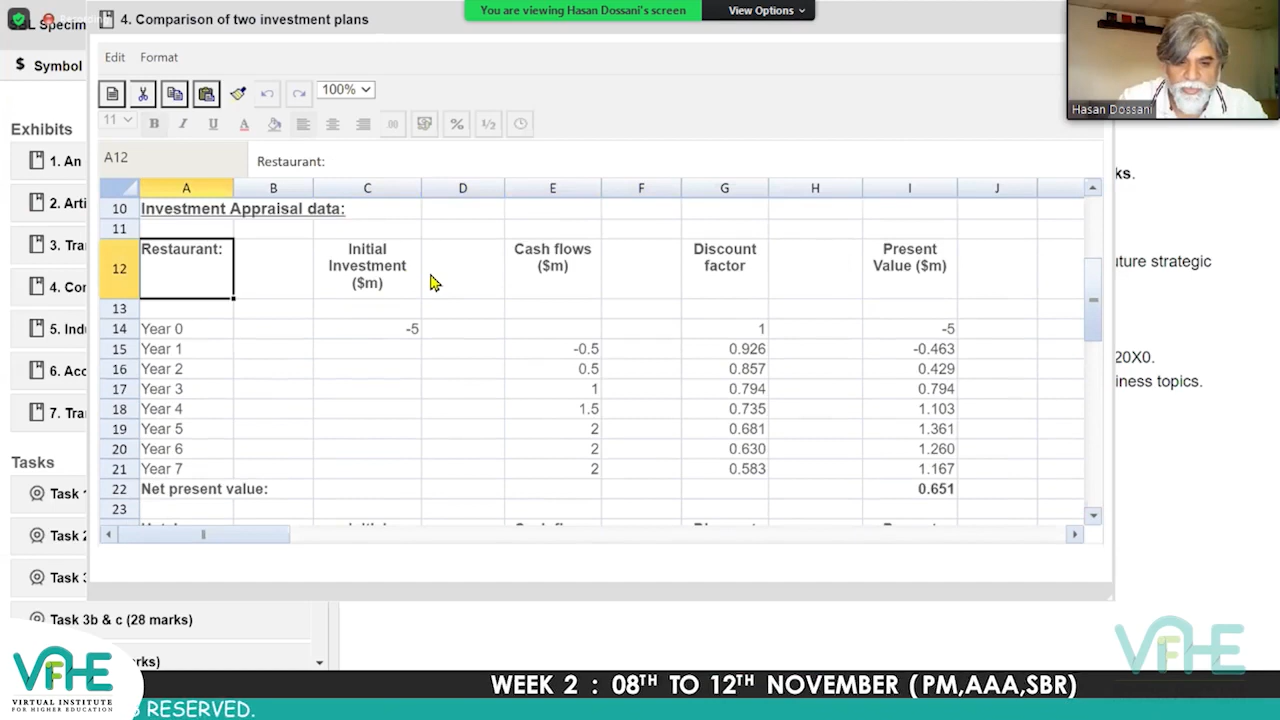 L Specim
4. Comparison of two investment plans
You are viewing Hasan Dossani's screen
View Options
Recording
$ Symbol
Edit Format
100%
11
B I U A .00 % ½
Hasan Dossani
Exhibits
1. An
2. Arti
3. Tra
4. Con
5. Indu
6. Acc
7. Tra
Tasks
Task 1
Task 2
Task 3
Task 3b & c (28 marks)
rks)
A12 Restaurant:
A B C D E F G H I J
10 Investment Appraisal data:
11
12 Restaurant: Initial Investment ($m) Cash flows ($m) Discount factor Present Value ($m)
13
14 Year 0 -5 1 -5
15 Year 1 -0.5 0.926 -0.463
16 Year 2 0.5 0.857 0.429
17 Year 3 1 0.794 0.794
18 Year 4 1.5 0.735 1.103
19 Year 5 2 0.681 1.361
20 Year 6 2 0.630 1.260
21 Year 7 2 0.583 1.167
22 Net present value: 0.651
23
ks.
uture strategic
20X0.
iness topics.
VFHE
VIRTUAL INSTITUTE
FOR HIGHER EDUCATION
WEEK 2 : 08TH TO 12TH NOVEMBER (PM,AAA,SBR)
S RESERVED.
VFHE